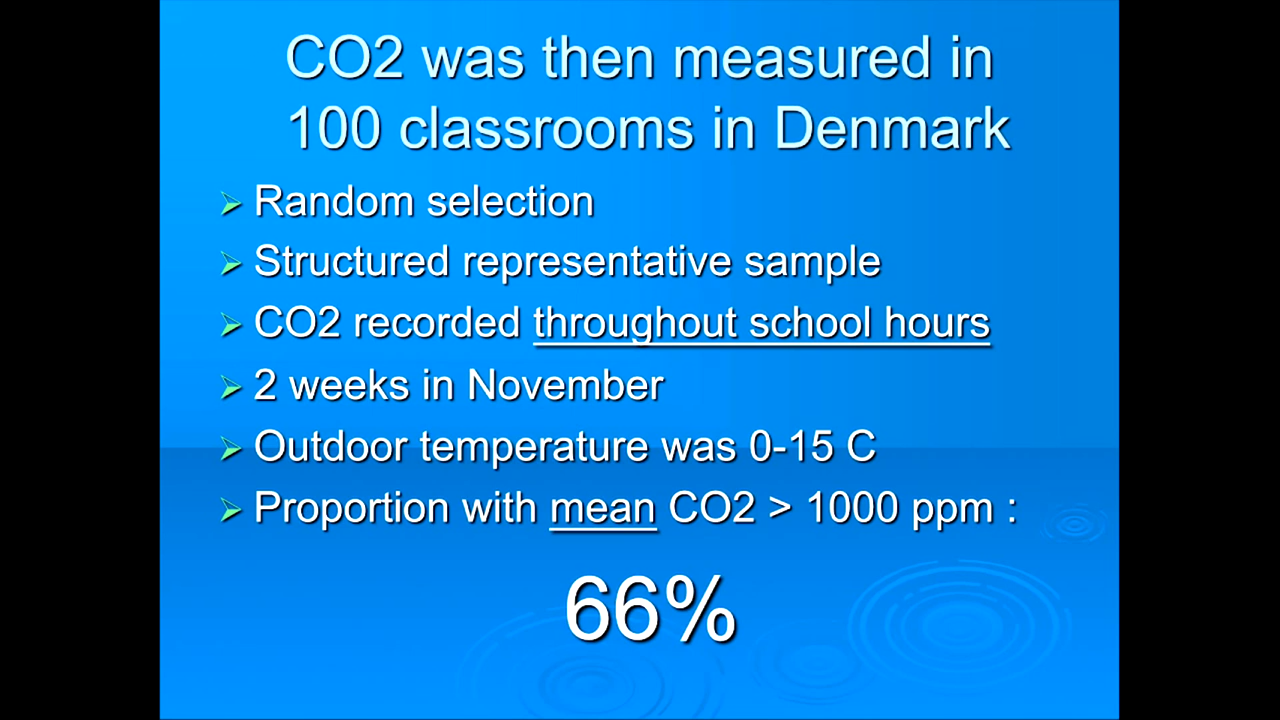 CO2 was then measured in
100 classrooms in Denmark
Random selection
Structured representative sample
CO2 recorded throughout school hours
2 weeks in November
Outdoor temperature was 0-15 C
Proportion with mean CO2 > 1000 ppm :
66%